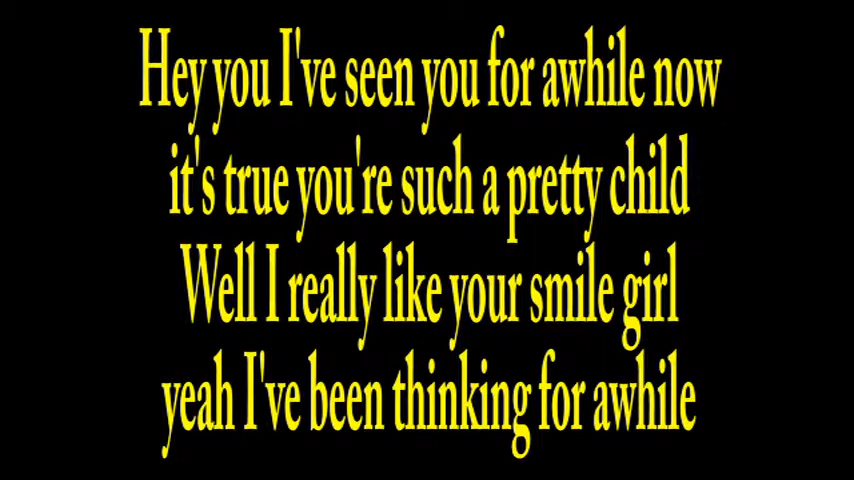 Hey you I've seen you for awhile now
it's true you're such a pretty child
Well I really like your smile girl
yeah I've been thinking for awhile